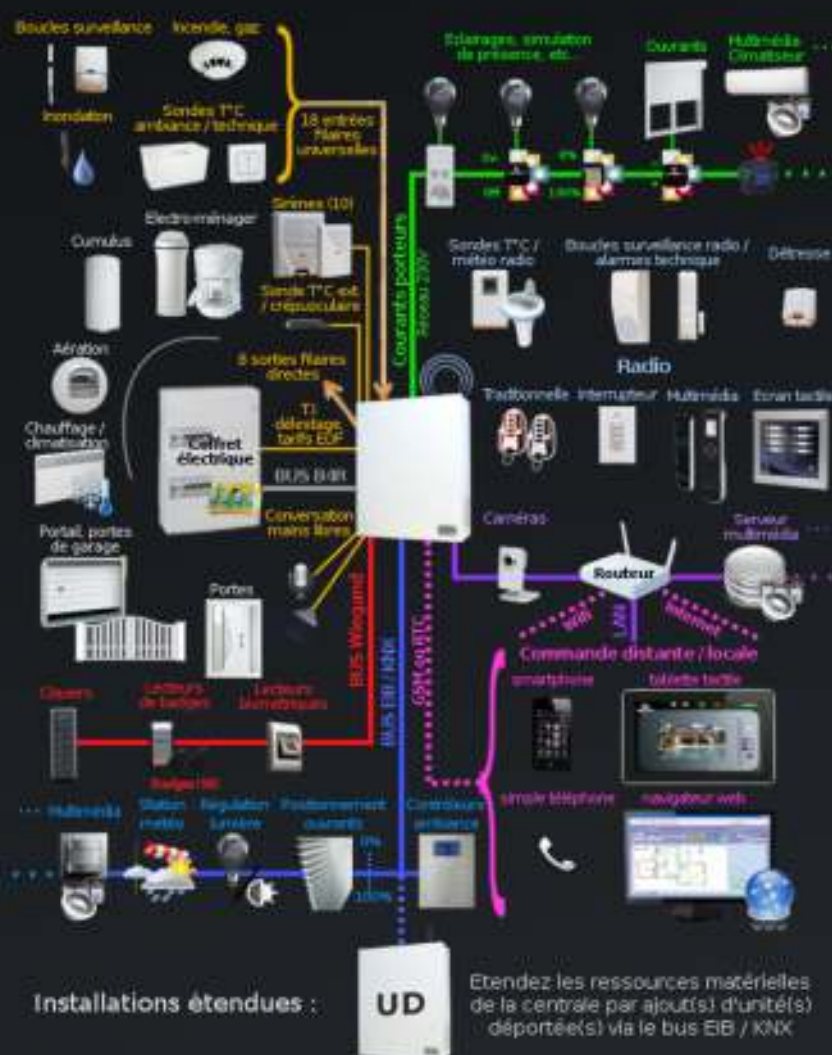 Boucles surveillance
Incendie, gaz
Inondation
Sondes T°C
ambiance / technique
18 entrées
filaires
universelles
Eclairages, simulation
de présence, etc...
Ouvrants
Multimédia
Climatiseur
On
Off
0%
100%
Courants porteurs
Réseau 230V
Cumulus
Electro-ménager
Sirènes (10)
Sonde T°C ext.
/ crépusculaire
Sondes T°C /
météo radio
Boucles surveillance radio /
alarmes technique
Détresse
Radio
Aération
8 sorties filaires
directes
Traditionnelle
Interrupteur
Multimédia
Ecran tactile
Chauffage /
climatisation
Coffret
électrique
TI
délestage,
tarifs EDF
BUS B4R
Conversation
mains libres
Portail, portes
de garage
Portes
Caméras
Routeur
Serveur
multimédia
Wifi
LAN
Internet
BUS Wiegand
BUS EIB / KNX
GSM ou RTC
Commande distante / locale
smartphone
tablette tactile
Claviers
Lecteurs
de badges
Lecteurs
biométriques
simple téléphone
navigateur web
... Multimédia
Station
météo
Régulation
lumière
Positionnement
ouvrants
0%
100%
Contrôleurs
ambiance
Installations étendues :
UD
Etendez les ressources matérielles
de la centrale par ajout(s) d'unité(s)
déportée(s) via le bus EIB / KNX